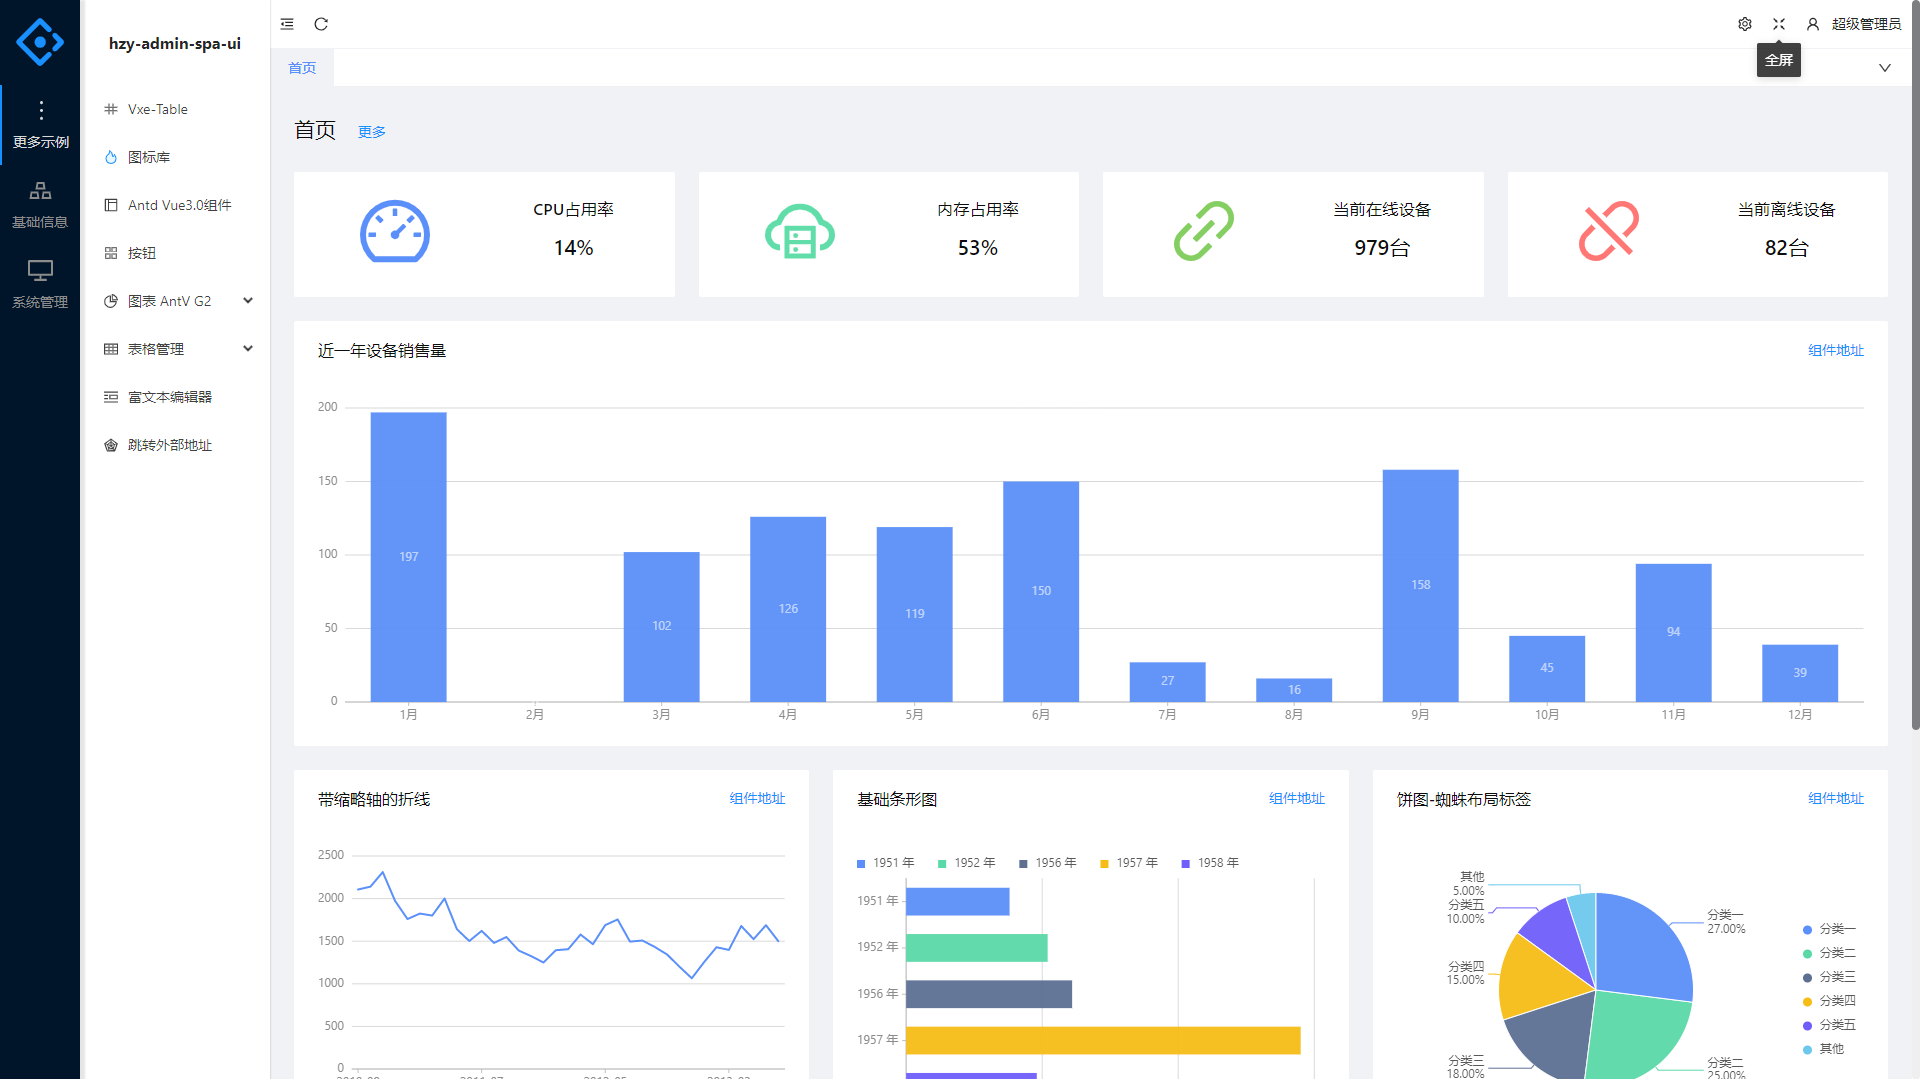 hzy-admin-spa-ui
超级管理员
全屏
首页
更多示例
基础信息
系统管理
Vxe-Table
图标库
Antd Vue3.0组件
按钮
图表 AntV G2
表格管理
富文本编辑器
跳转外部地址
首页 更多
CPU占用率
14%
内存占用率
53%
当前在线设备
979台
当前离线设备
82台
近一年设备销售量
组件地址
200
150
100
50
0
197
102
126
119
150
27
16
158
45
94
39
1月 2月 3月 4月 5月 6月 7月 8月 9月 10月 11月 12月
带缩略轴的折线
组件地址
2500
2000
1500
1000
500
0
基础条形图
组件地址
1951 年 1952 年 1956 年 1957 年 1958 年
1951 年
1952 年
1956 年
1957 年
饼图-蜘蛛布局标签
组件地址
其他
5.00%
分类五
10.00%
分类四
15.00%
分类三
18.00%
分类一
27.00%
分类二
25.00%
分类一
分类二
分类三
分类四
分类五
其他